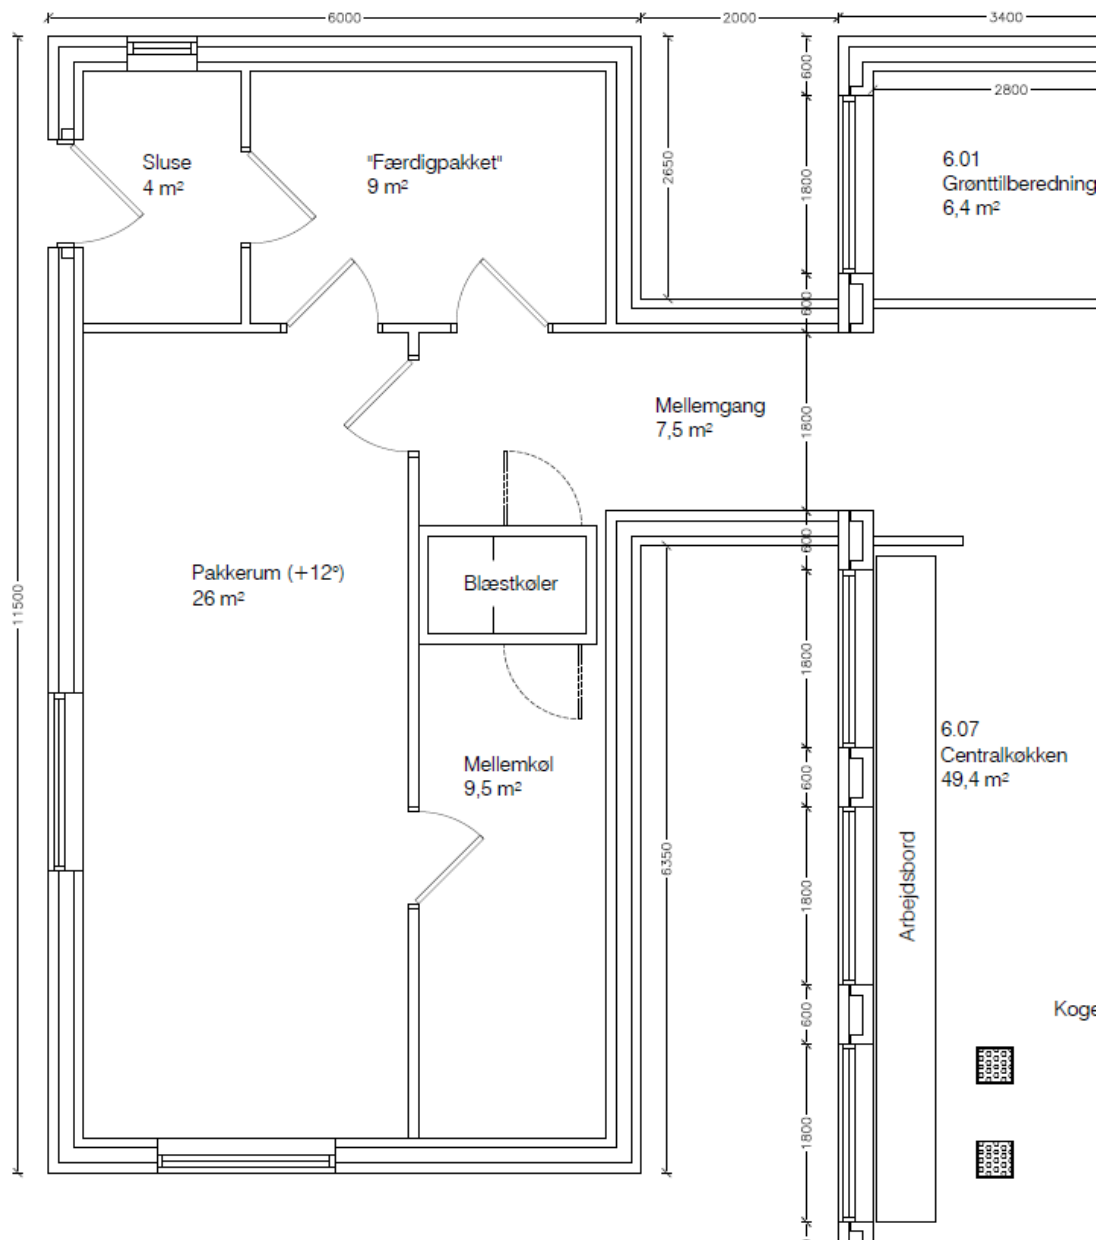 6000
2000
3400
600
2800
Sluse
4 m²
"Færdigpakket"
9 m²
2650
1800
6.01
Grønttilberedning
6,4 m²
600
Mellemgang
7,5 m²
1800
600
Pakkerum (+12°)
26 m²
Blæstkøler
11500
1800
6.07
Centralkøkken
49,4 m²
Mellemkøl
9,5 m²
600
6350
1800
Arbejdsbord
600
Koge
1800